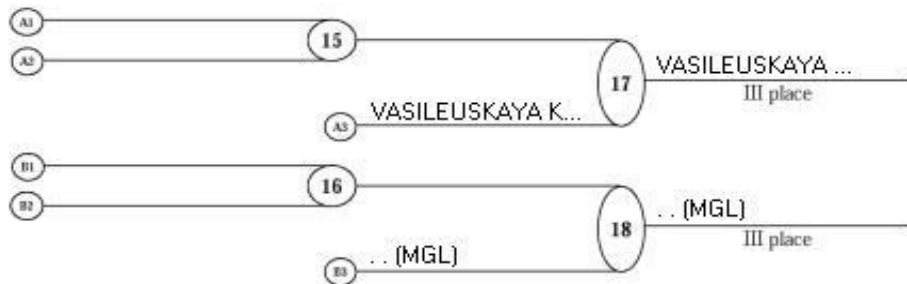 A1
15
A2
17
VASILEUSKAYA ...
III place
A3
VASILEUSKAYA K...
B1
16
B2
18
. . (MGL)
III place
B3
. . (MGL)